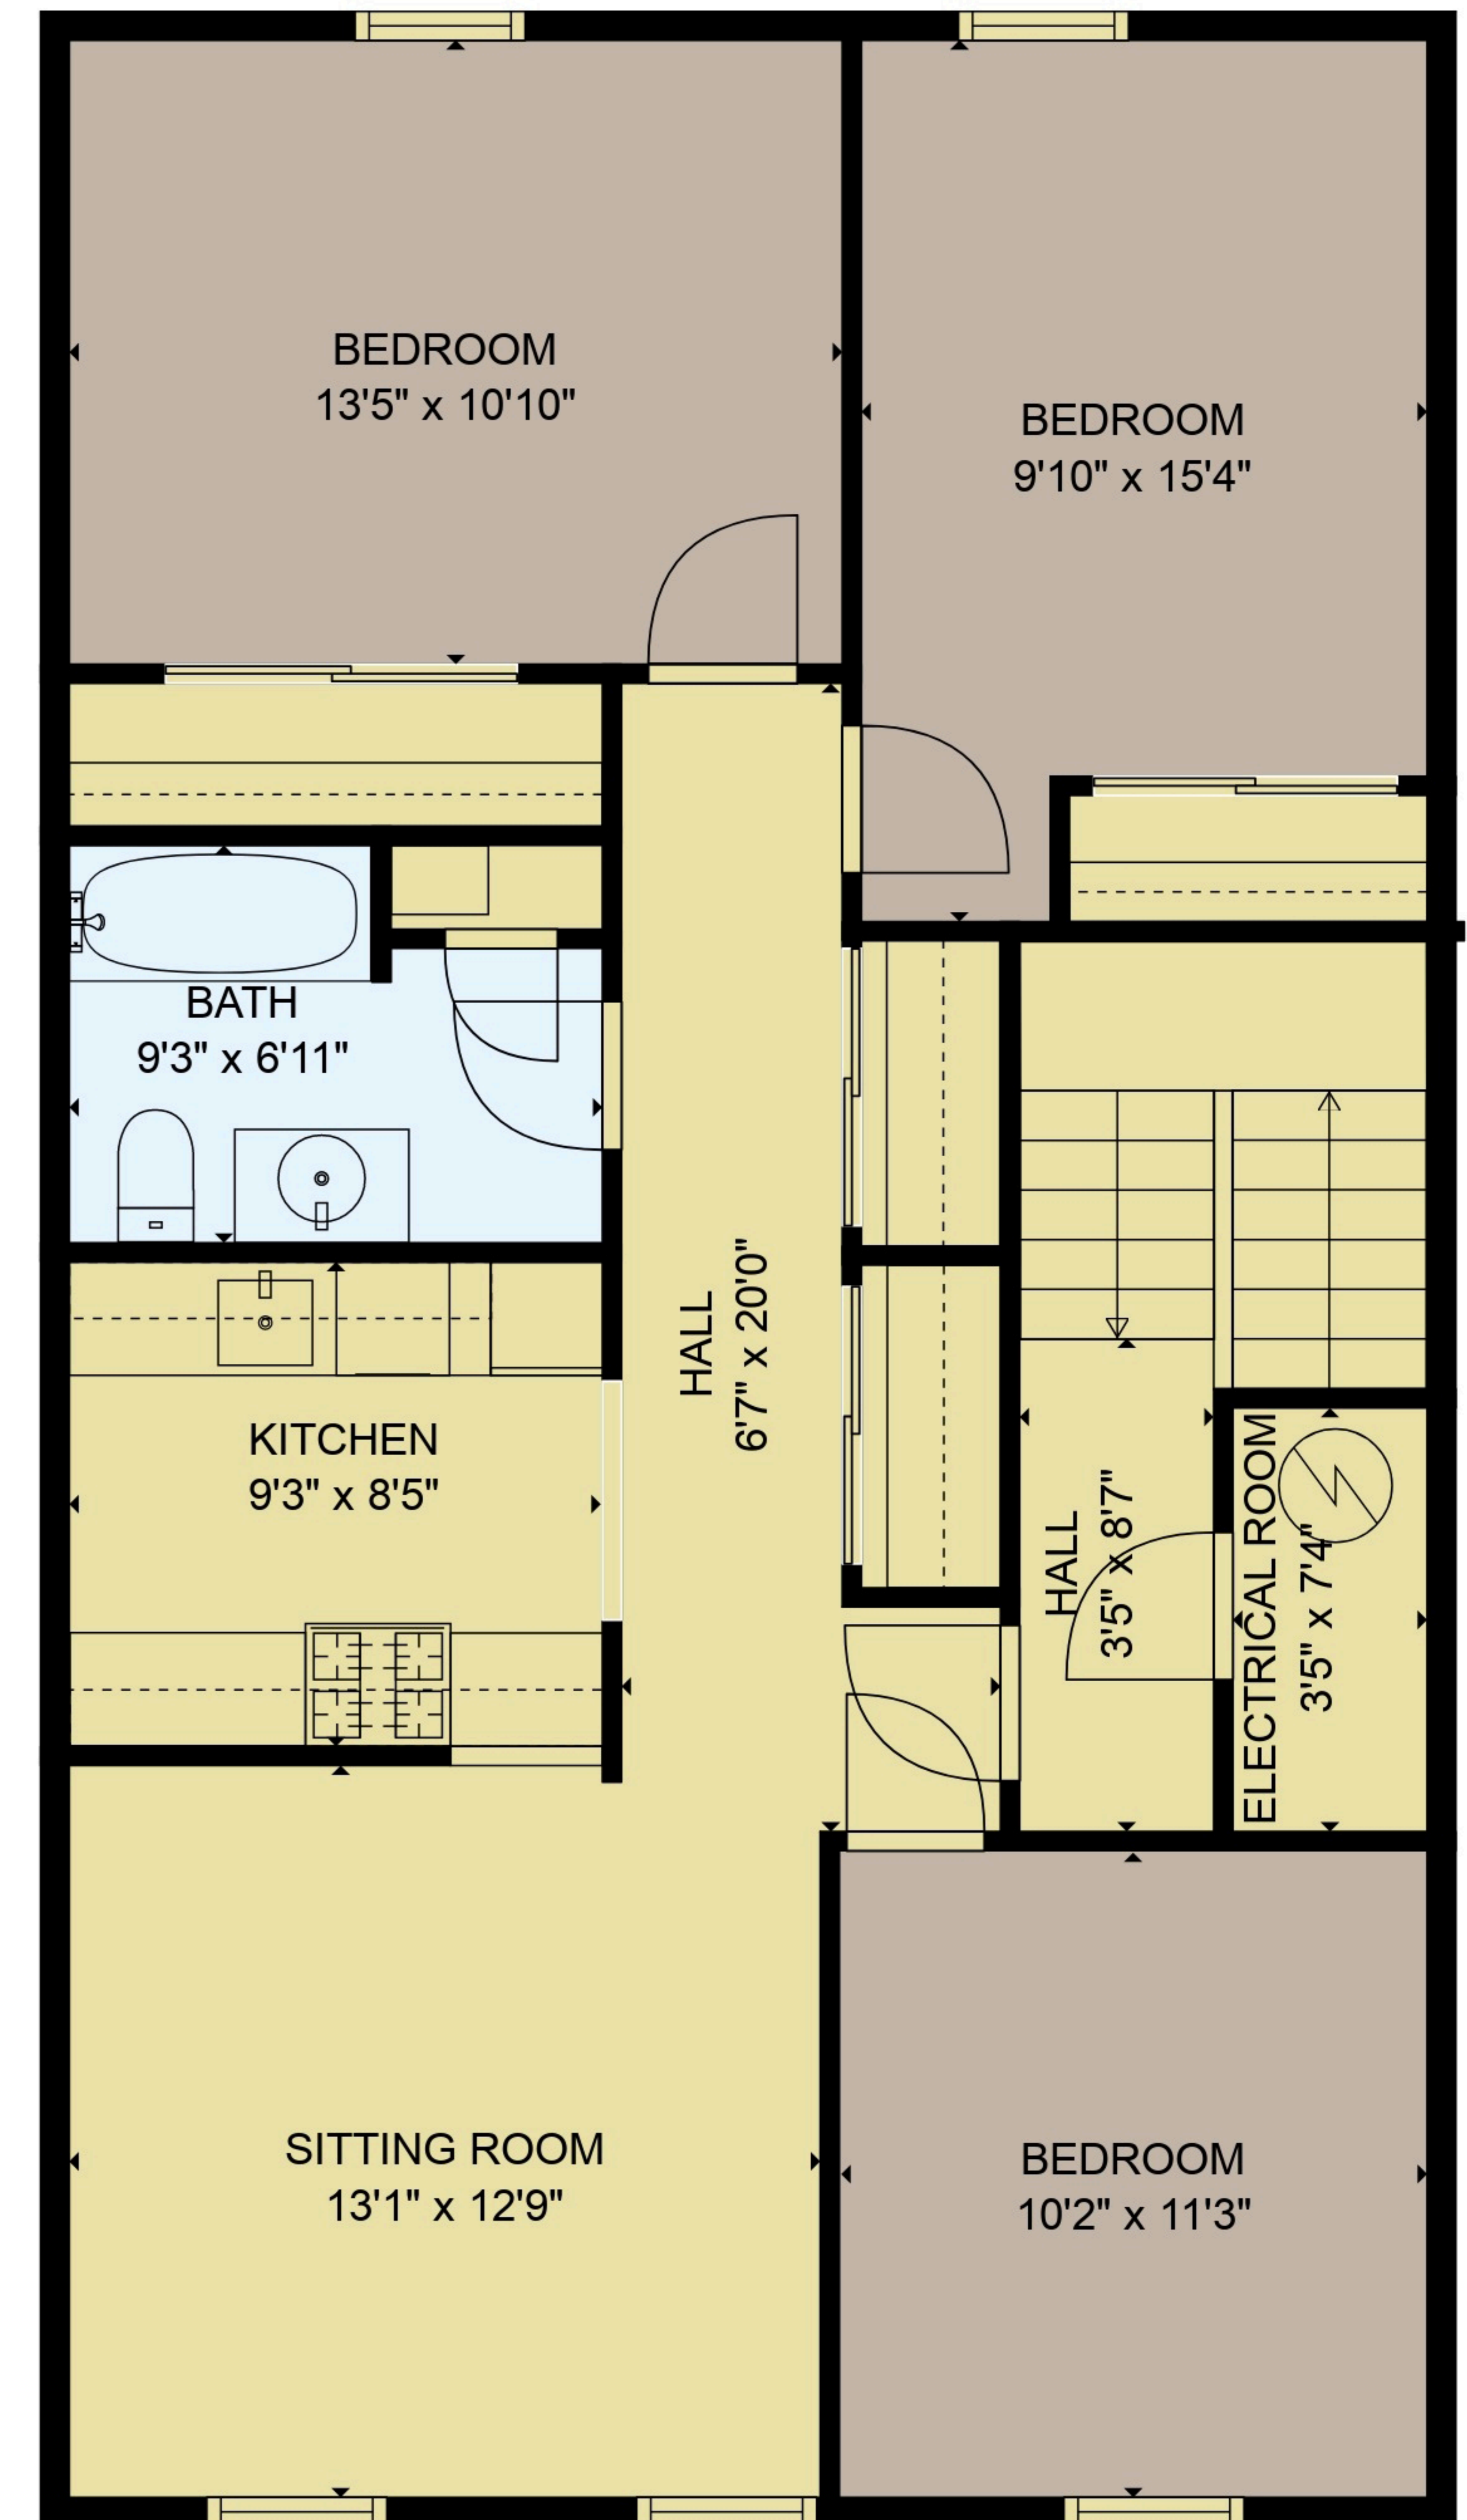 BEDROOM
13'5" x 10'10"
BEDROOM
9'10" x 15'4"
BATH
9'3" x 6'11"
HALL
6'7" x 20'0"
KITCHEN
9'3" x 8'5"
HALL
3'5" x 8'7"
ELECTRICAL ROOM
3'5" x 7'4"
SITTING ROOM
13'1" x 12'9"
BEDROOM
10'2" x 11'3"